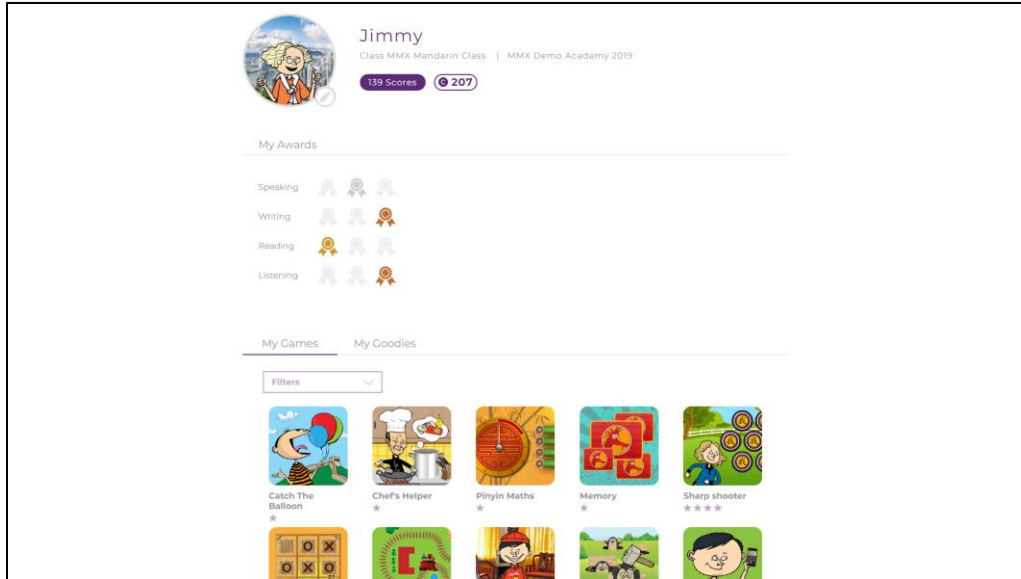 Jimmy
Class MMX Mandarin Class | MMX Demo Academy 2019
139 Scores C 207
My Awards
Speaking
Writing
Reading
Listening
My Games My Goodies
Filters
Catch The Balloon
Chef's Helper
Pinyin Maths
Memory
Sharp shooter
O X
O X O